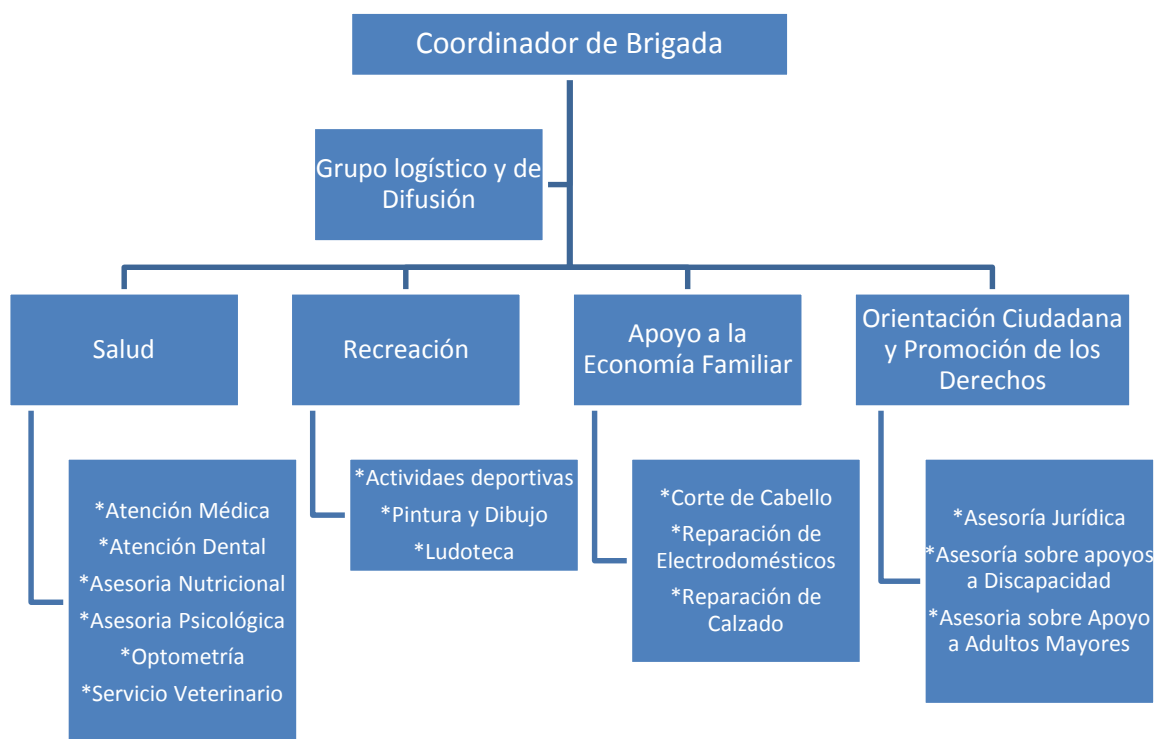 Coordinador de Brigada
Grupo logístico y de
Difusión
Salud
Recreación
Apoyo a la
Economía Familiar
Orientación Ciudadana
y Promoción de los
Derechos
*Atención Médica
*Atención Dental
*Asesoria Nutricional
*Asesoria Psicológica
*Optometría
*Servicio Veterinario
*Actividaes deportivas
*Pintura y Dibujo
*Ludoteca
*Corte de Cabello
*Reparación de
Electrodomésticos
*Reparación de
Calzado
*Asesoría Jurídica
*Asesoría sobre apoyos
a Discapacidad
*Asesoria sobre Apoyo
a Adultos Mayores